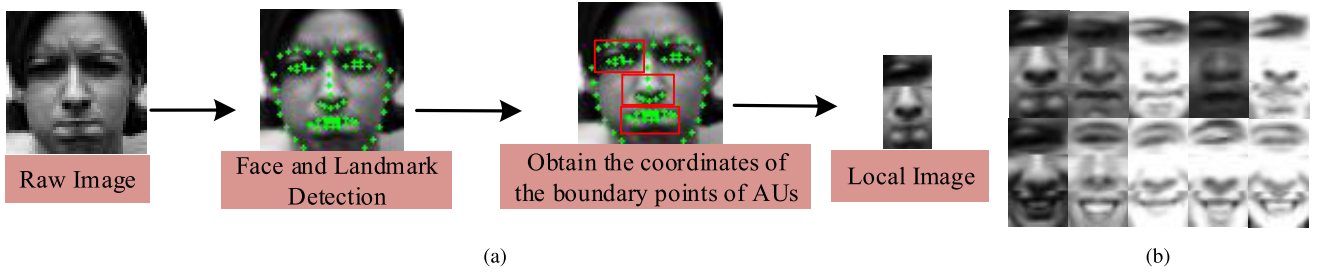 Raw Image
Face and Landmark
Detection
Obtain the coordinates of
the boundary points of AUs
Local Image
(a)
(b)